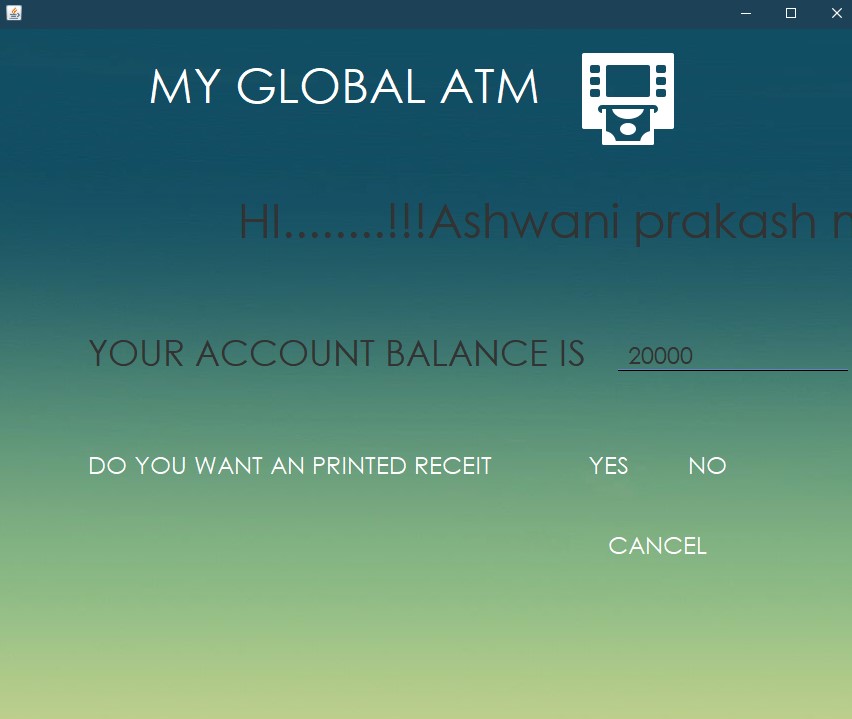 MY GLOBAL ATM
HI........!!!Ashwani prakash
YOUR ACCOUNT BALANCE IS 20000
DO YOU WANT AN PRINTED RECEIT YES NO
CANCEL